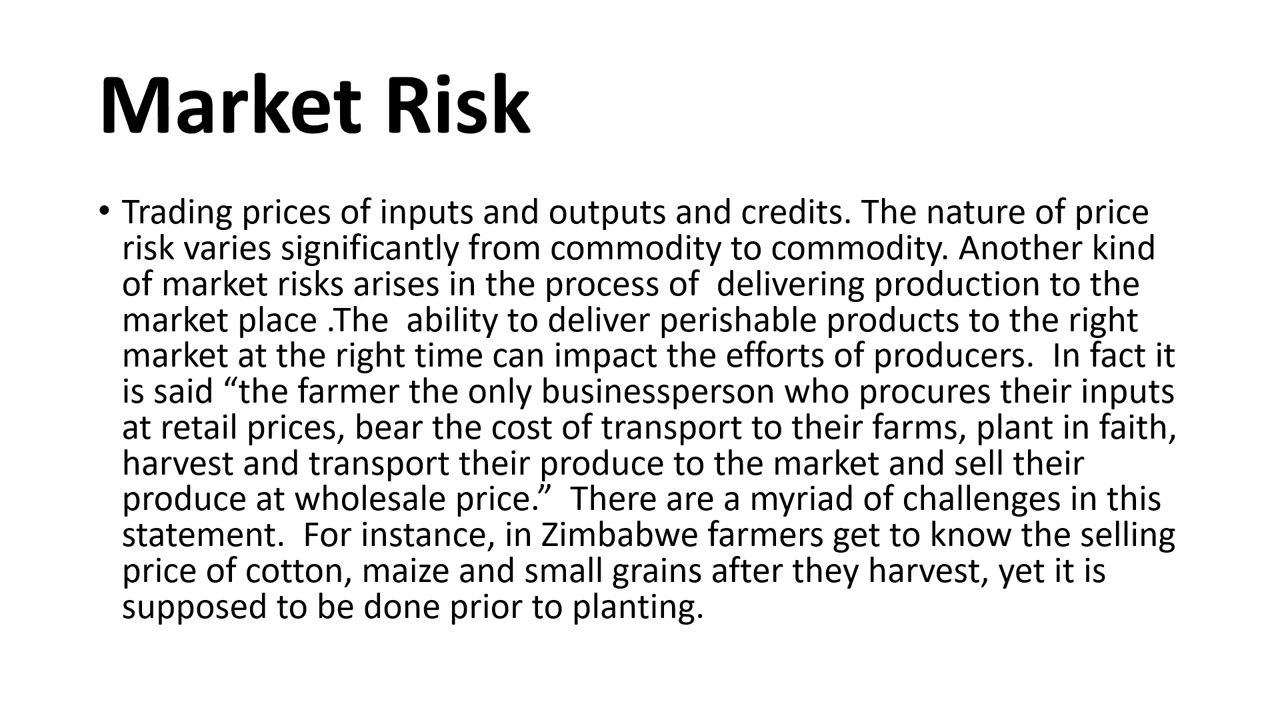 Market Risk
• Trading prices of inputs and outputs and credits. The nature of price
risk varies significantly from commodity to commodity. Another kind
of market risks arises in the process of  delivering production to the
market place .The  ability to deliver perishable products to the right
market at the right time can impact the efforts of producers.  In fact it
is said “the farmer the only businessperson who procures their inputs
at retail prices, bear the cost of transport to their farms, plant in faith,
harvest and transport their produce to the market and sell their
produce at wholesale price.”  There are a myriad of challenges in this
statement.  For instance, in Zimbabwe farmers get to know the selling
price of cotton, maize and small grains after they harvest, yet it is
supposed to be done prior to planting.